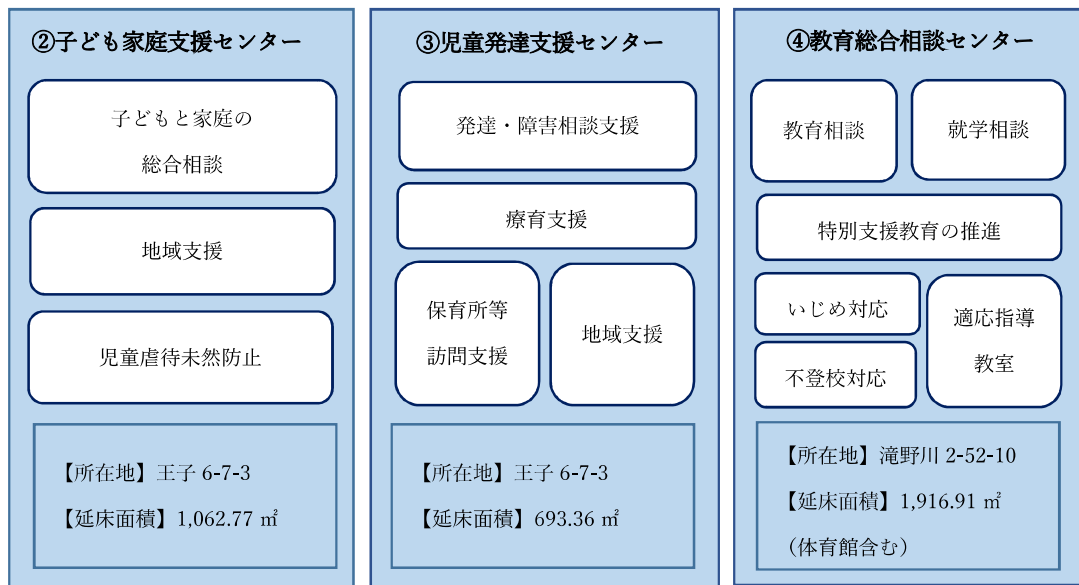 ②子ども家庭支援センター
子どもと家庭の
総合相談
地域支援
児童虐待未然防止
【所在地】王子 6-7-3
【延床面積】1,062.77 ㎡
③児童発達支援センター
発達・障害相談支援
療育支援
保育所等
訪問支援
地域支援
【所在地】王子 6-7-3
【延床面積】693.36 ㎡
④教育総合相談センター
教育相談
就学相談
特別支援教育の推進
いじめ対応
不登校対応
適応指導
教室
【所在地】滝野川 2-52-10
【延床面積】1,916.91 ㎡
（体育館含む）